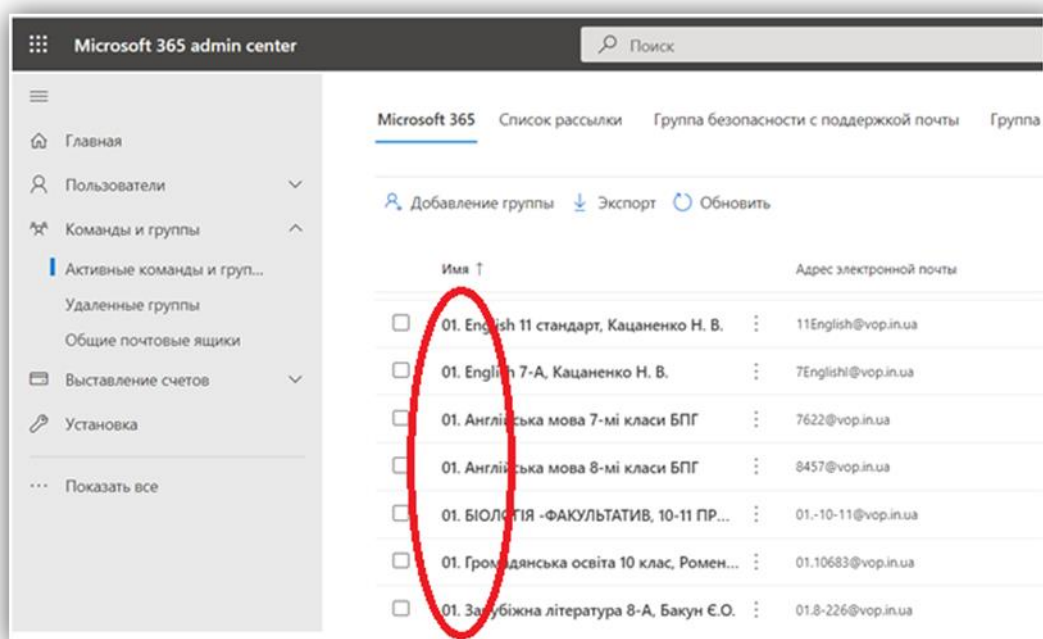 Microsoft 365 admin center
Поиск
Главная
Пользователи
Команды и группы
Активные команды и груп...
Удаленные группы
Общие почтовые ящики
Выставление счетов
Установка
Показать все
Microsoft 365 Список рассылки Группа безопасности с поддержкой почты Группа
Добавление группы Экспорт Обновить
Имя ↑ Адрес электронной почты
01. English 11 стандарт, Кацаненко Н. В. 11English@vop.in.ua
01. English 7-А, Кацаненко Н. В. 7Englishl@vop.in.ua
01. Англійська мова 7-мі класи БПГ 7622@vop.in.ua
01. Англійська мова 8-мі класи БПГ 8457@vop.in.ua
01. БІОЛОГІЯ -ФАКУЛЬТАТИВ, 10-11 ПР... 01.-10-11@vop.in.ua
01. Громадянська освіта 10 клас, Ромен... 01.10683@vop.in.ua
01. Зарубіжна література 8-А, Бакун Є.О. 01.8-226@vop.in.ua